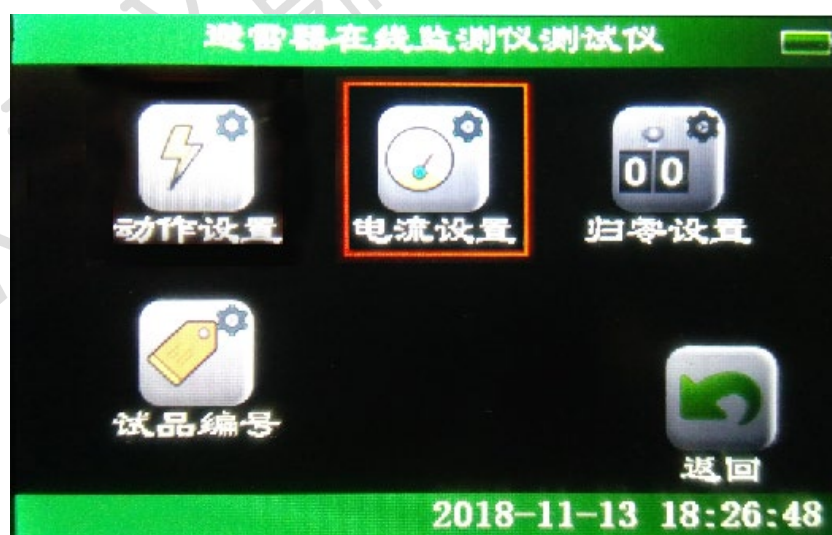 避雷器在线监测仪测试仪
00
动作设置 电流设置 归零设置
试品编号
返回
2018-11-13 18:26:48